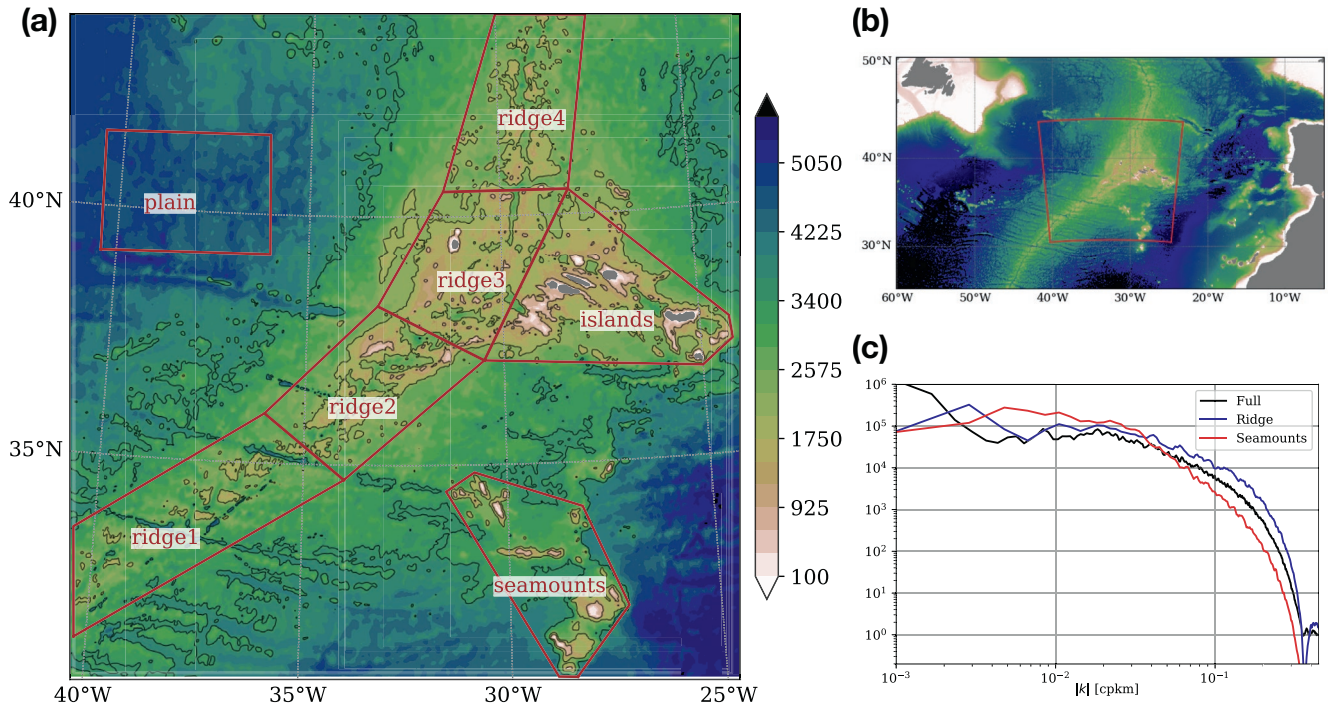 (a)
ridge4
plain
ridge3
islands
ridge2
ridge1
seamounts
40°N
35°N
40°W
35°W
30°W
25°W
5050
4225
3400
2575
1750
925
100
(b)
50°N
40°N
30°N
60°W
50°W
40°W
30°W
20°W
10°W
(c)
10⁶
10⁵
10⁴
10³
10²
10¹
10⁰
Full
Ridge
Seamounts
10⁻³
10⁻²
10⁻¹
|k| [cpkm]